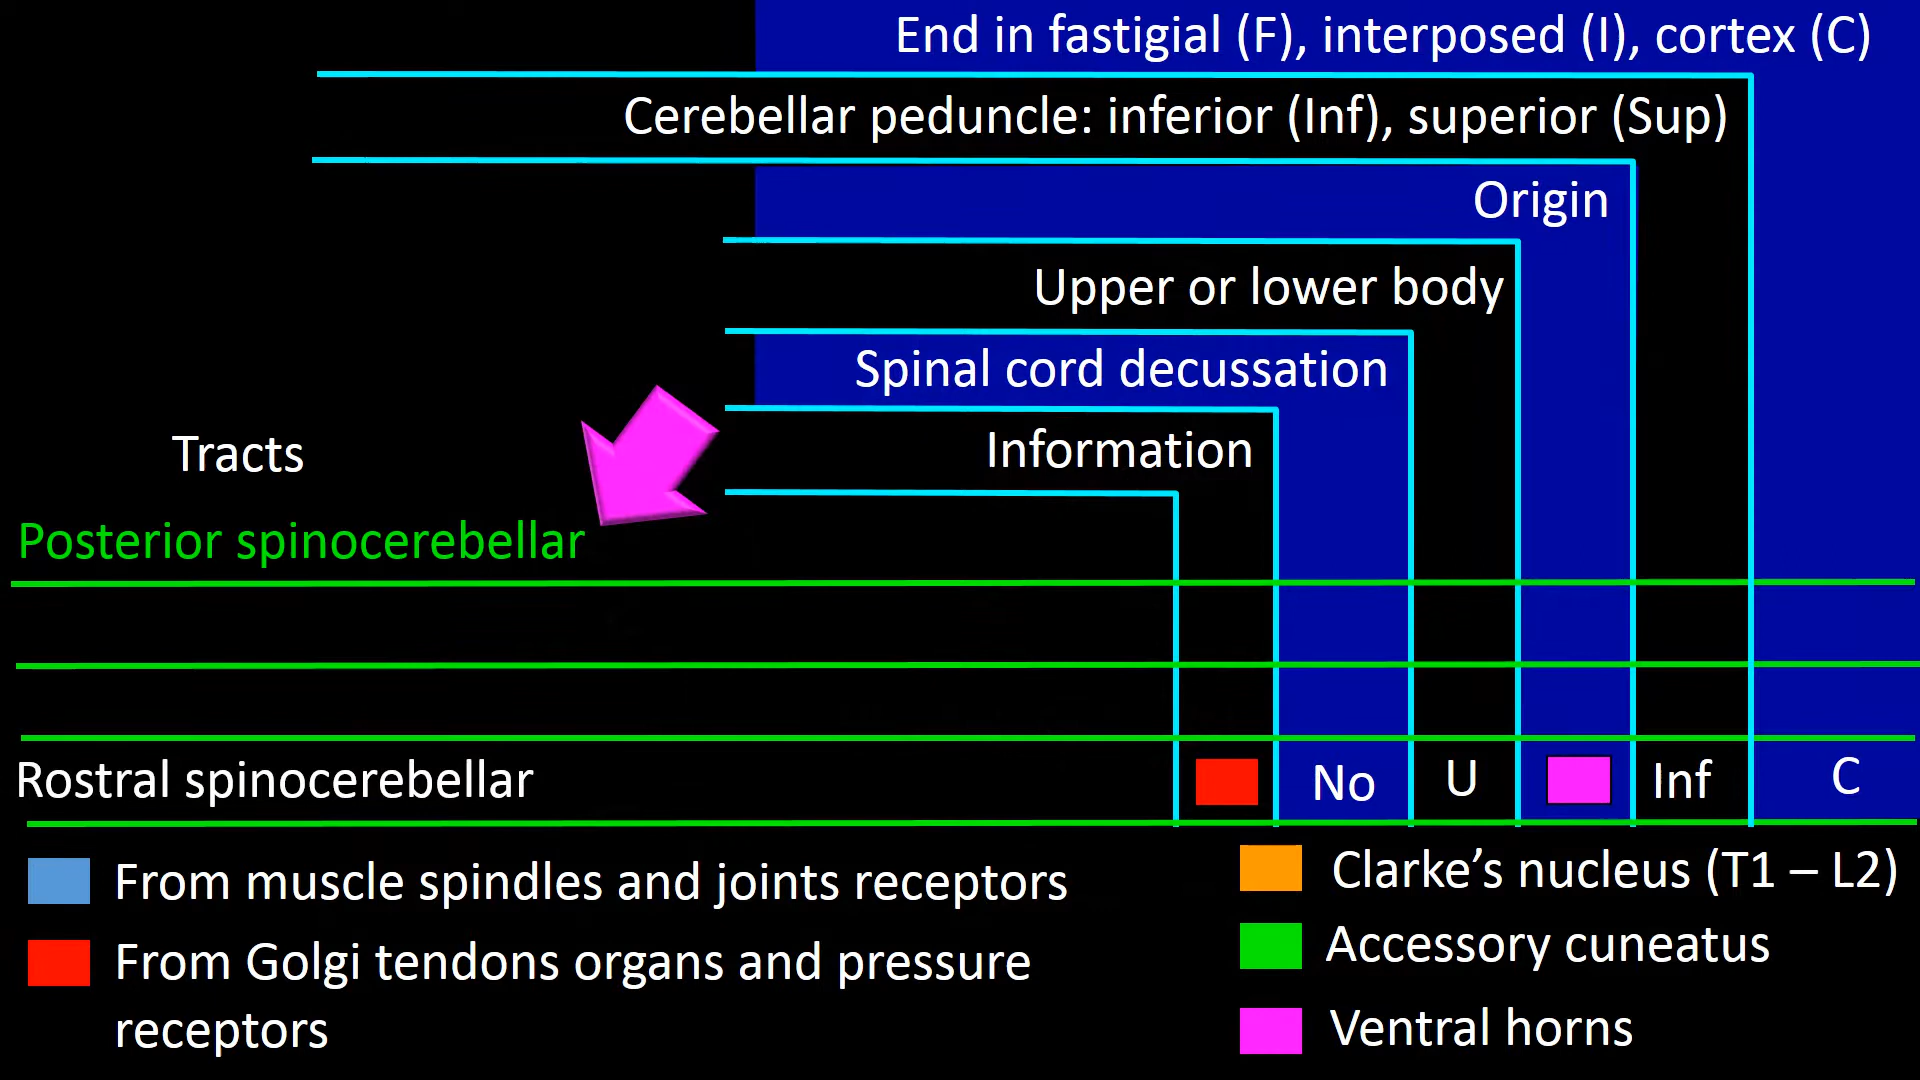 End in fastigial (F), interposed (I), cortex (C)
Cerebellar peduncle: inferior (Inf), superior (Sup)
Origin
Upper or lower body
Spinal cord decussation
Information
Tracts
Posterior spinocerebellar
Rostral spinocerebellar No U Inf C
From muscle spindles and joints receptors
From Golgi tendons organs and pressure
receptors
Clarke’s nucleus (T1 – L2)
Accessory cuneatus
Ventral horns